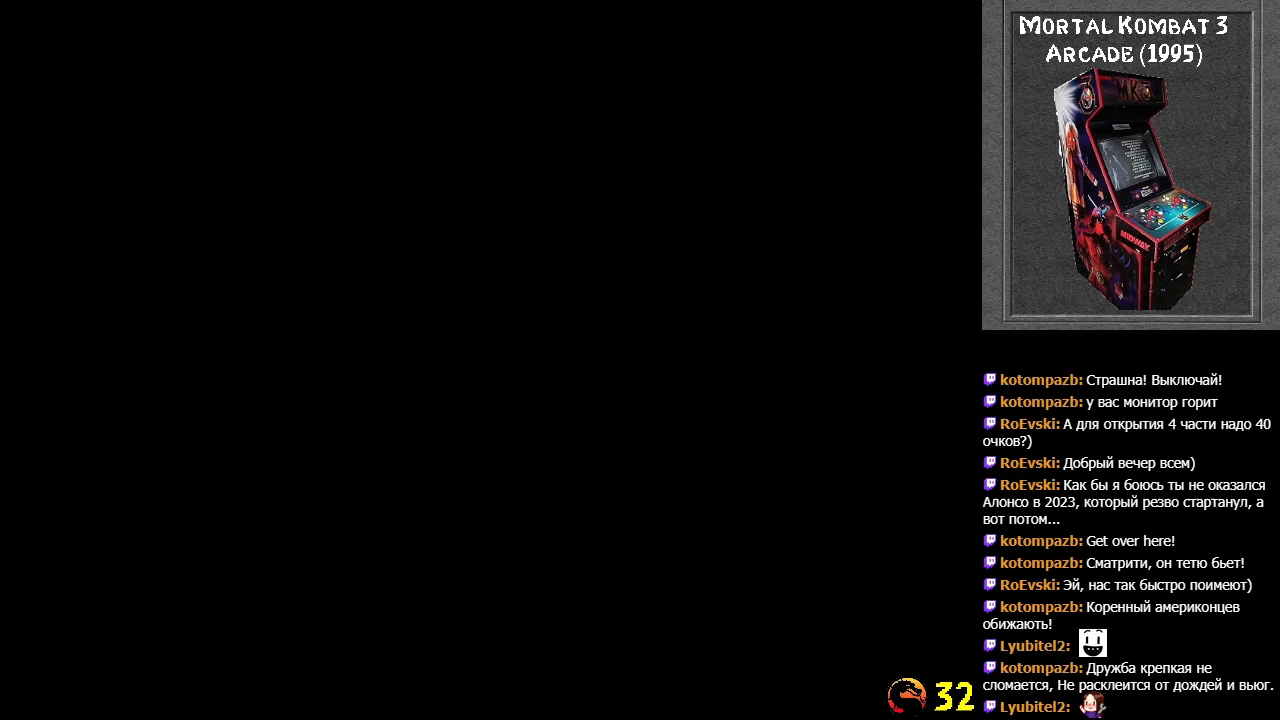 Mortal Kombat 3
Arcade (1995)
MK3
MIDWAY
kotompazb: Страшна! Выключай!
kotompazb: у вас монитор горит
RoEvski: А для открытия 4 части надо 40
очков?)
RoEvski: Добрый вечер всем)
RoEvski: Как бы я боюсь ты не оказался
Алонсо в 2023, который резво стартанул, а
вот потом...
kotompazb: Get over here!
kotompazb: Сматрити, он тетю бьет!
RoEvski: Эй, нас так быстро поимеют)
kotompazb: Коренный америконцев
обижають!
Lyubitel2:
kotompazb: Дружба крепкая не
сломается, Не расклеится от дождей и вьюг.
Lyubitel2:
32